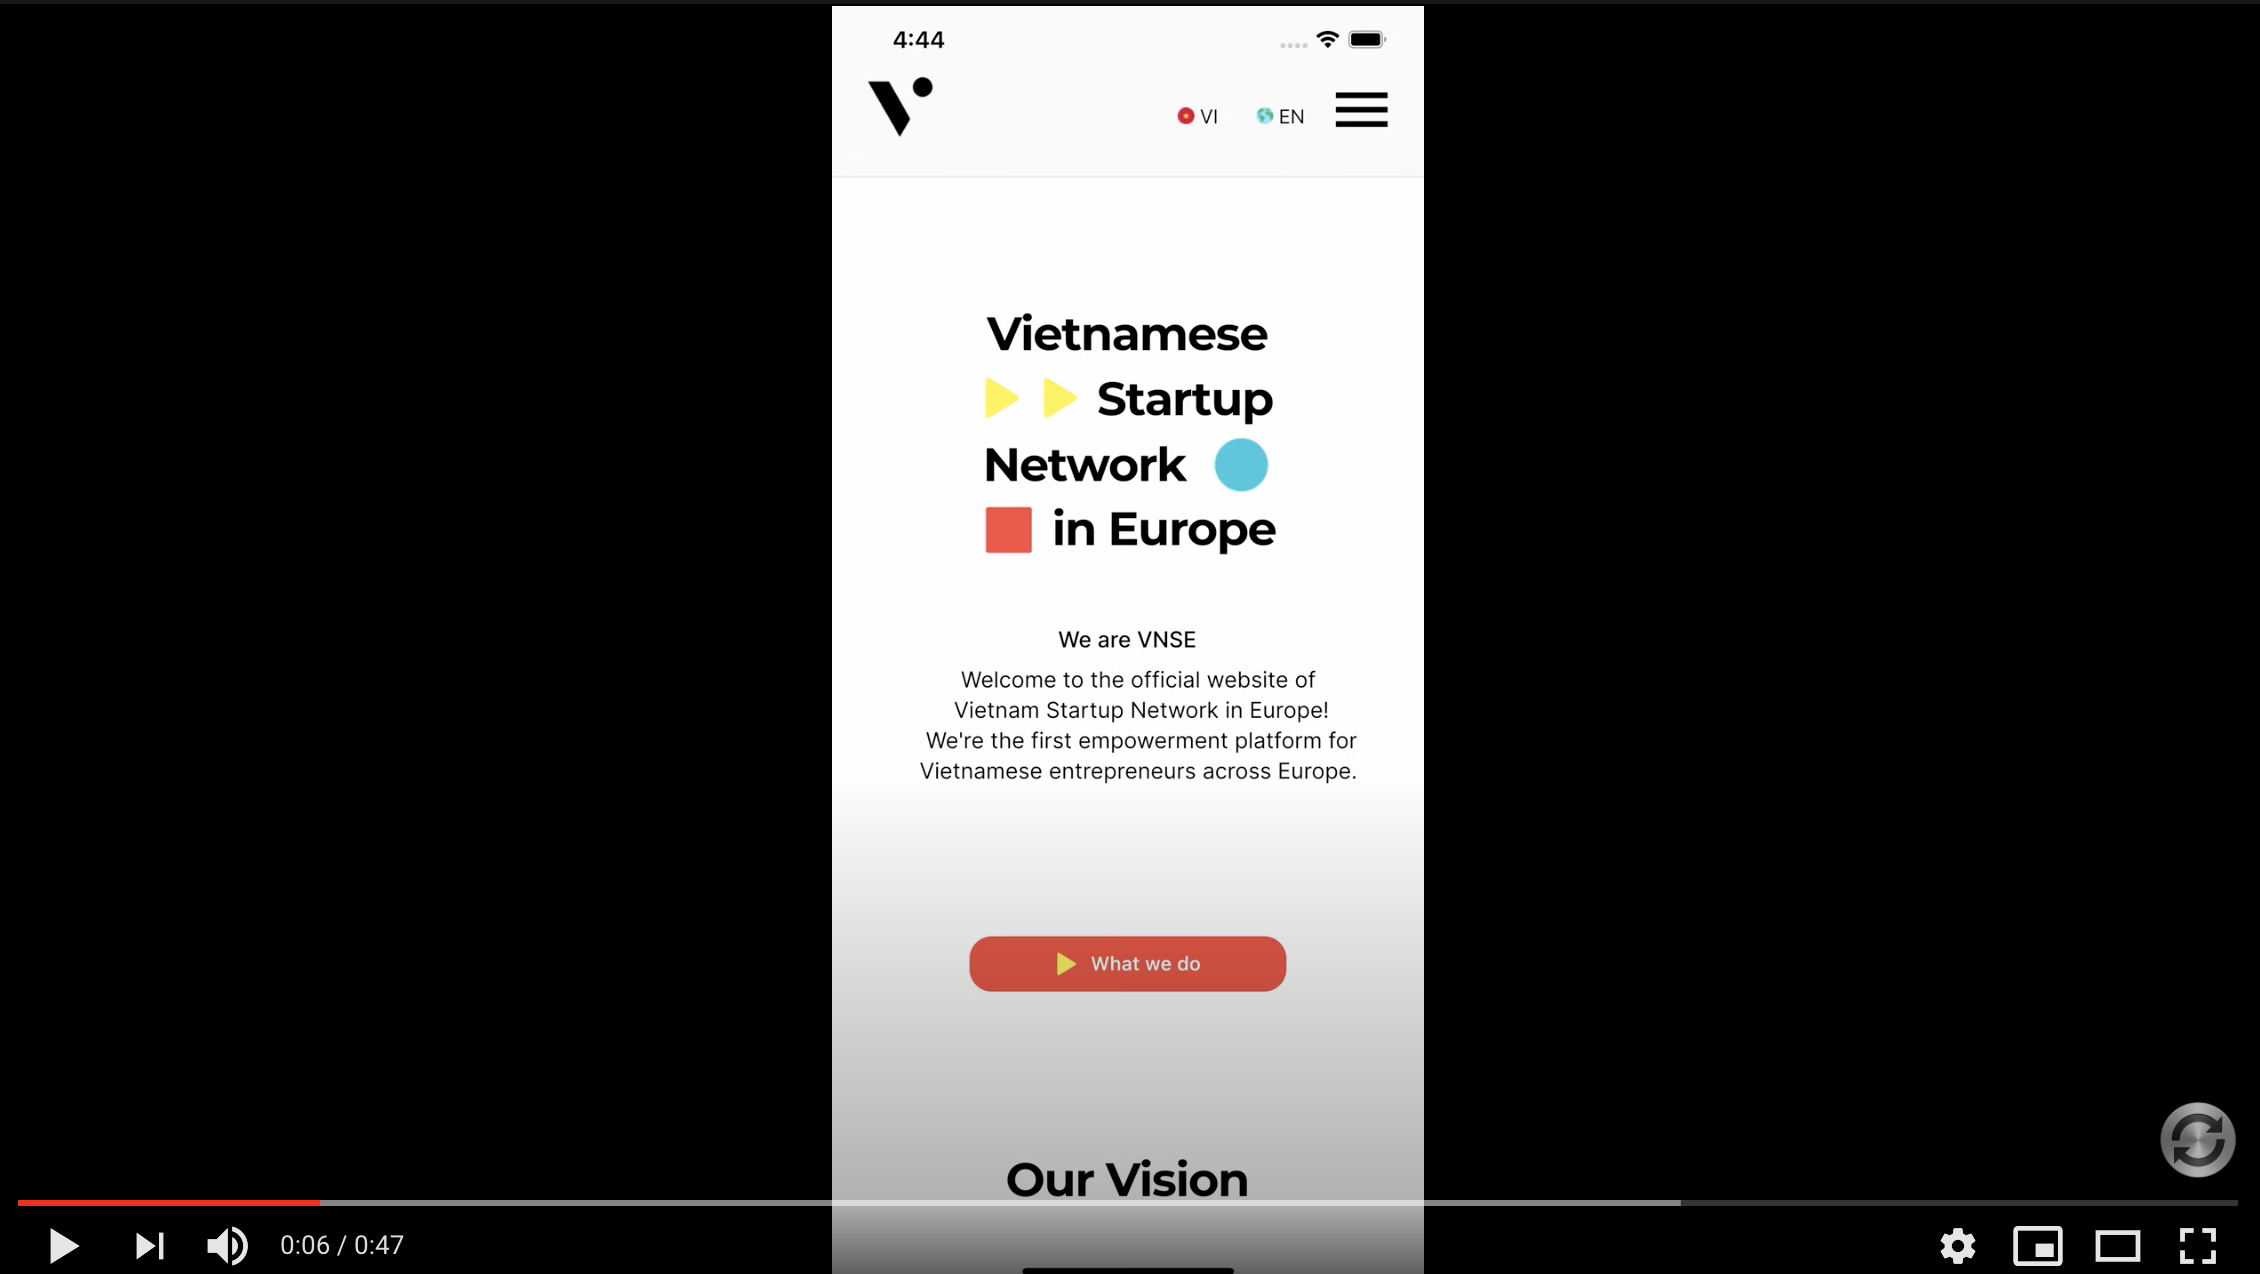 4:44
VI EN
Vietnamese
Startup
Network
in Europe
We are VNSE
Welcome to the official website of
Vietnam Startup Network in Europe!
We're the first empowerment platform for
Vietnamese entrepreneurs across Europe.
What we do
Our Vision
0:06 / 0:47